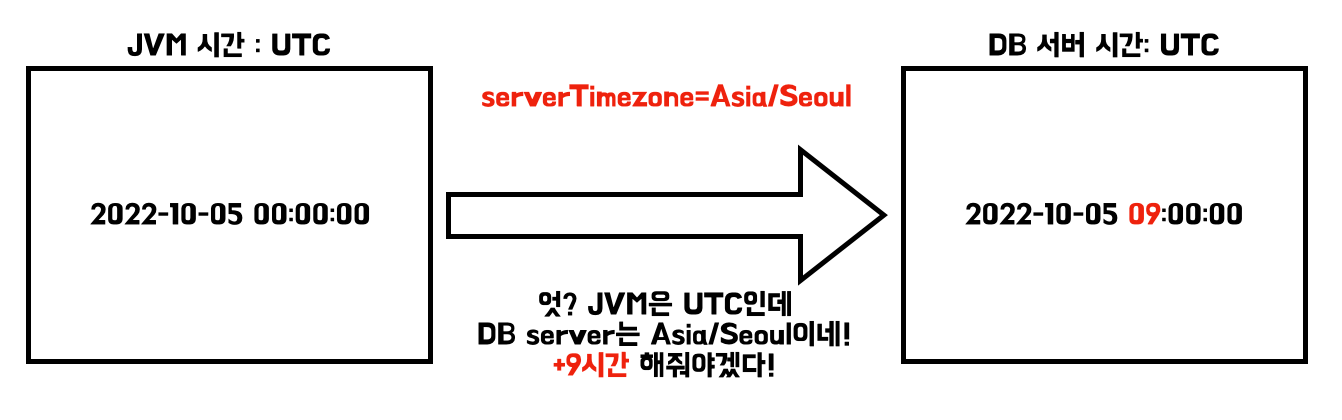 JVM 시간 : UTC
DB 서버 시간: UTC
serverTimezone=Asia/Seoul
2022-10-05 00:00:00
2022-10-05 09:00:00
엇? JVM은 UTC인데
DB server는 Asia/Seoul이네!
+9시간 해줘야겠다!